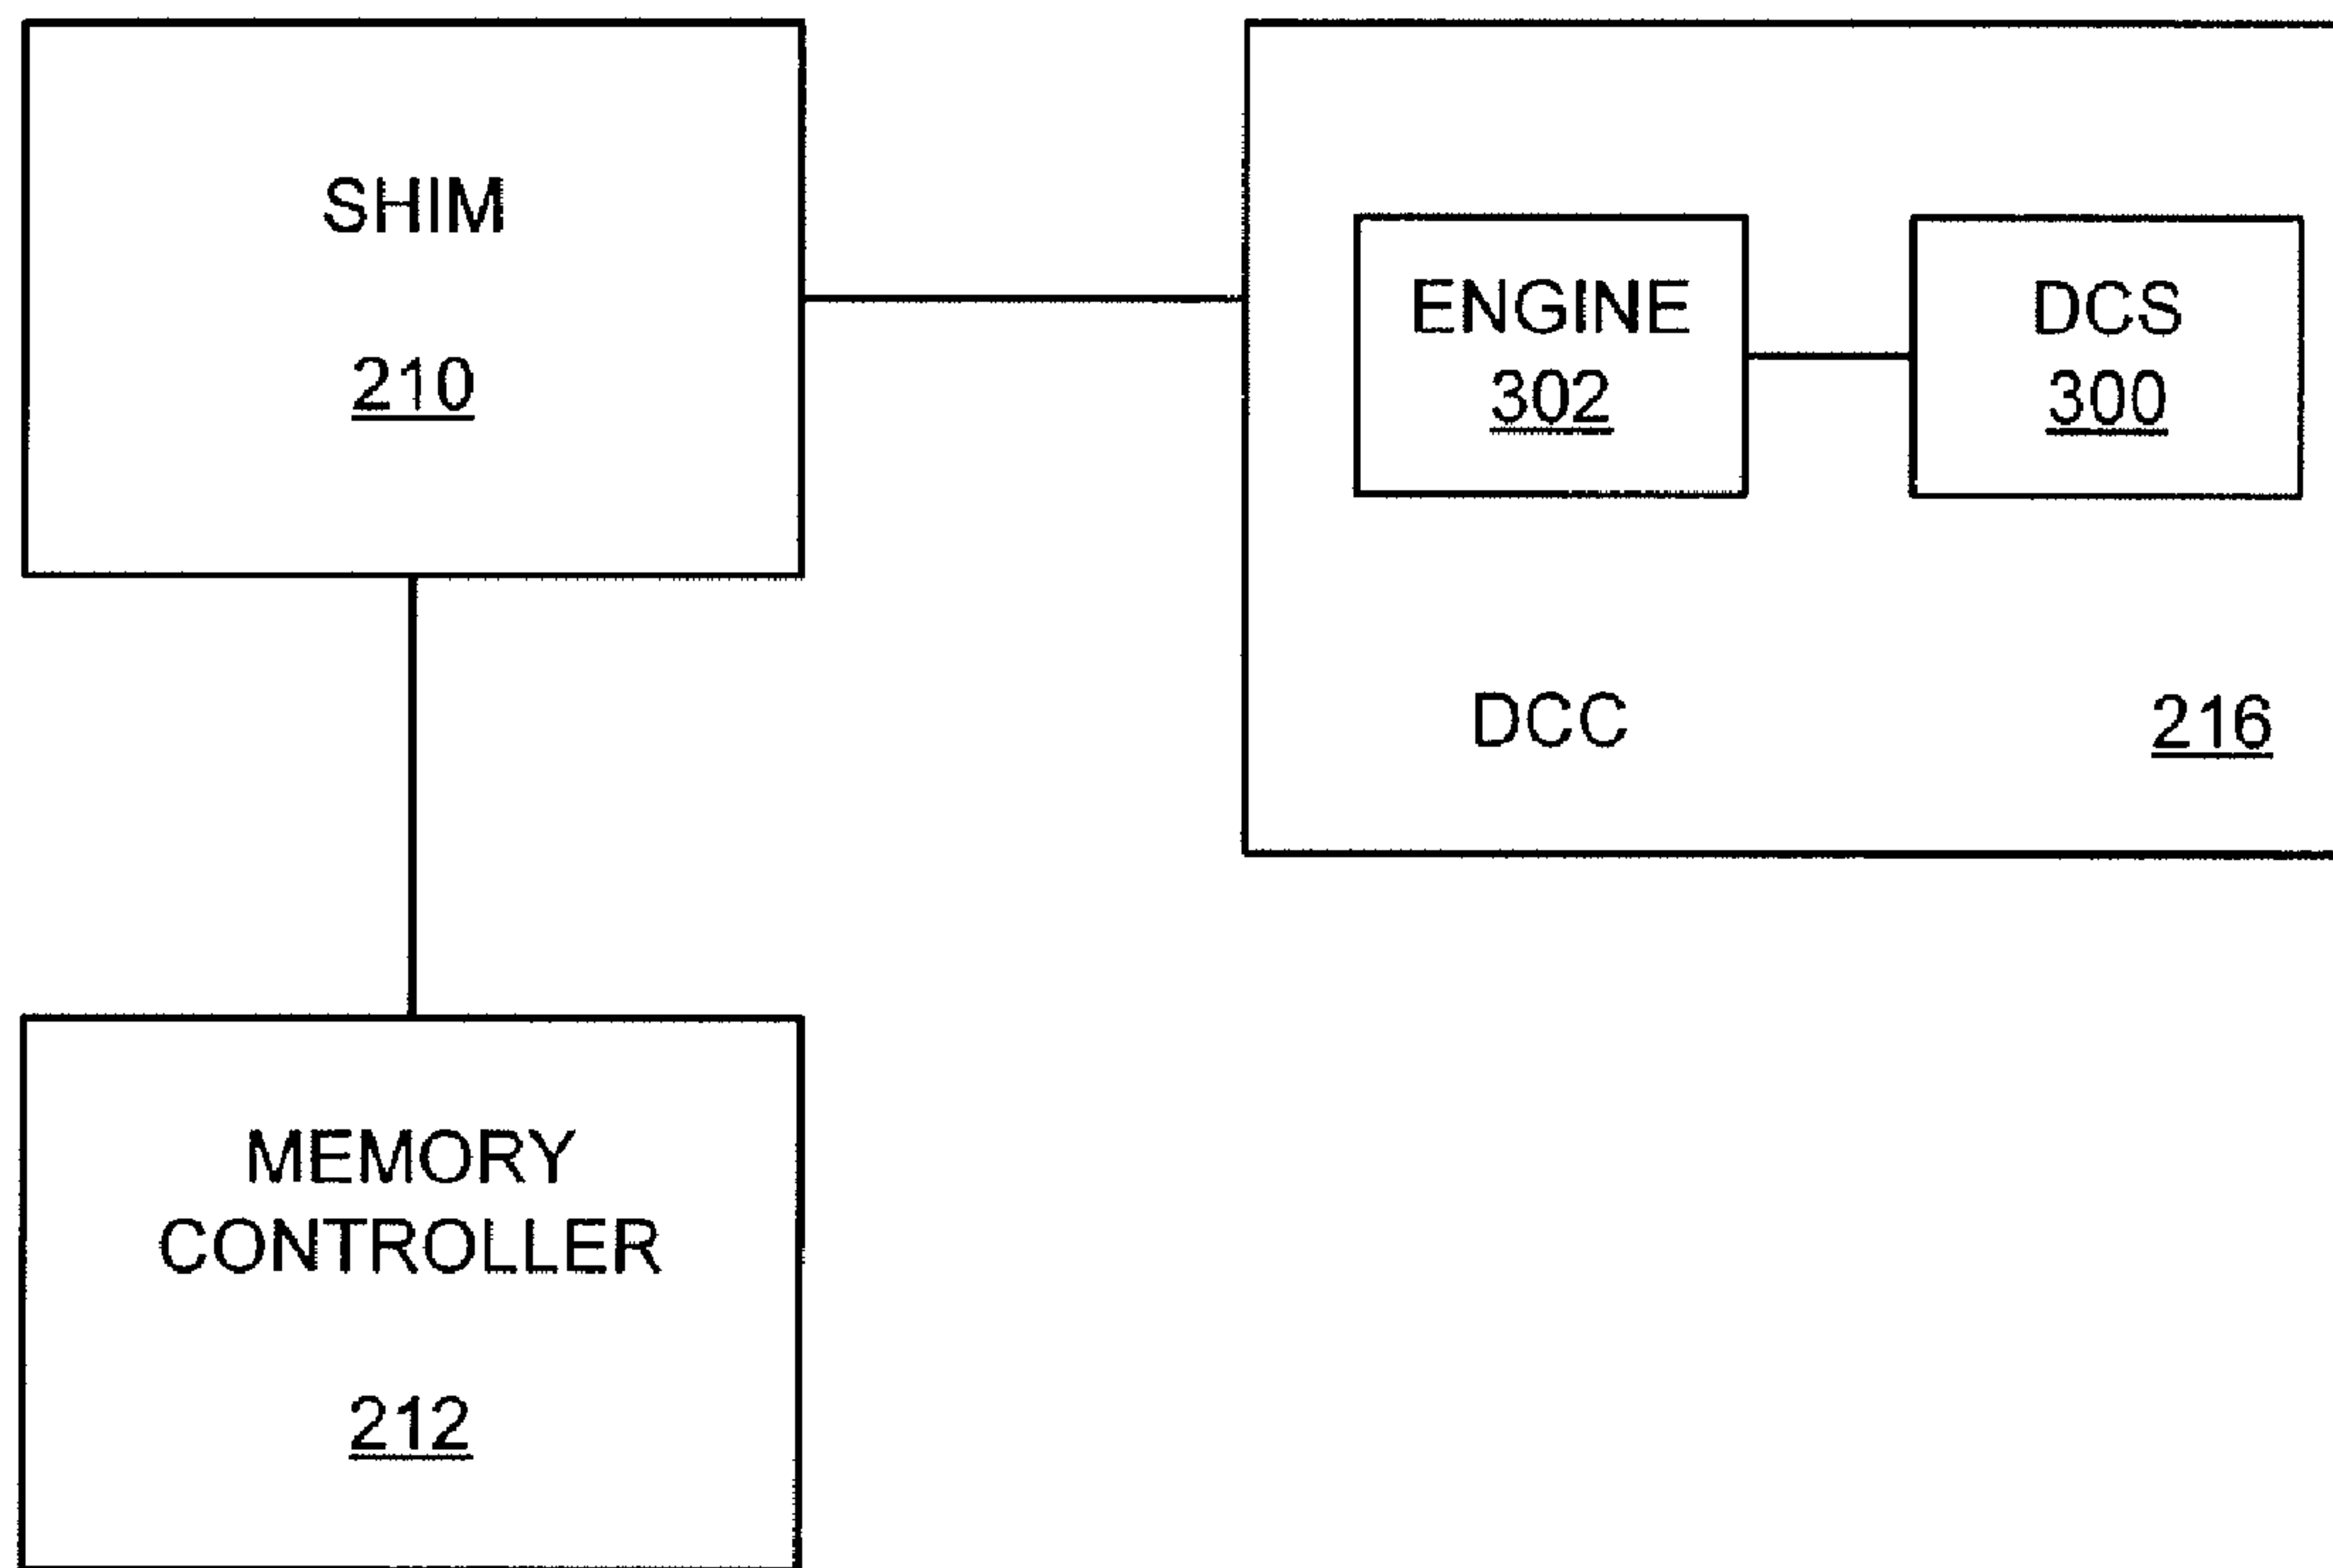 SHIM
210
ENGINE
302
DCS
300
DCC
216
MEMORY
CONTROLLER
212